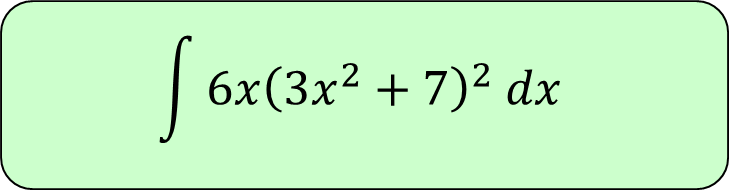 ∫ 6x(3x² + 7)² dx